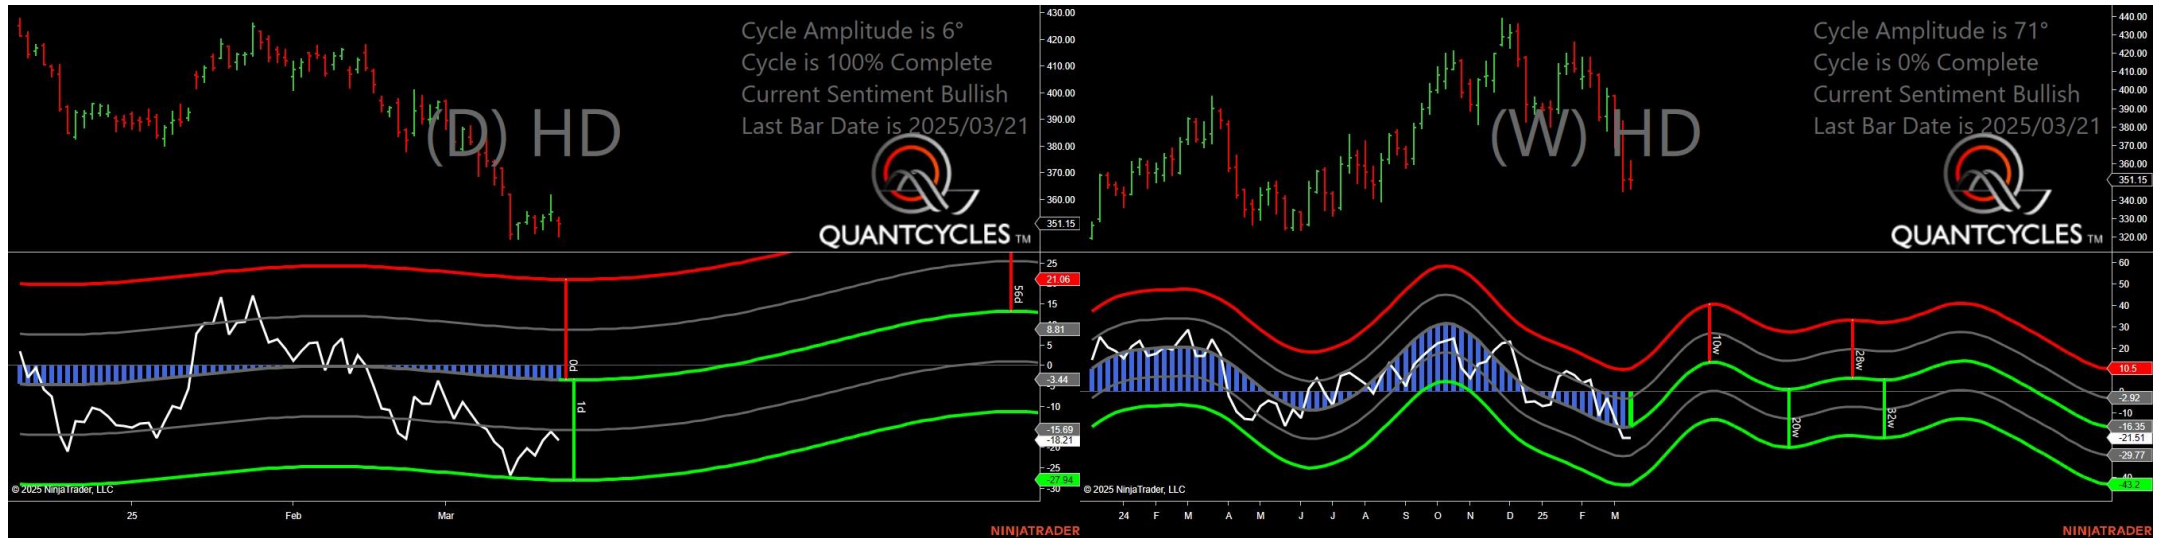 Cycle Amplitude is 6°
Cycle is 100% Complete
Current Sentiment Bullish
Last Bar Date is 2025/03/21
(D) HD
QUANTCYCLES TM
430.00
420.00
410.00
400.00
390.00
380.00
370.00
360.00
351.15
25
21.06
15
8.81
5
0
-3.44
-10
-15.69
-18.21
-25
-27.94
-30
56d
0d
1d
© 2025 NinjaTrader, LLC
25
Feb
Mar
NINJATRADER
Cycle Amplitude is 71°
Cycle is 0% Complete
Current Sentiment Bullish
Last Bar Date is 2025/03/21
(W) HD
QUANTCYCLES TM
440.00
430.00
420.00
410.00
400.00
390.00
380.00
370.00
360.00
351.15
340.00
330.00
320.00
60
50
40
30
20
10.5
0
-2.92
-10
-16.35
-21.51
-29.77
-43.2
10w
28w
20w
32w
© 2025 NinjaTrader, LLC
24 F M A M J J A S O N D 25 F M
NINJATRADER